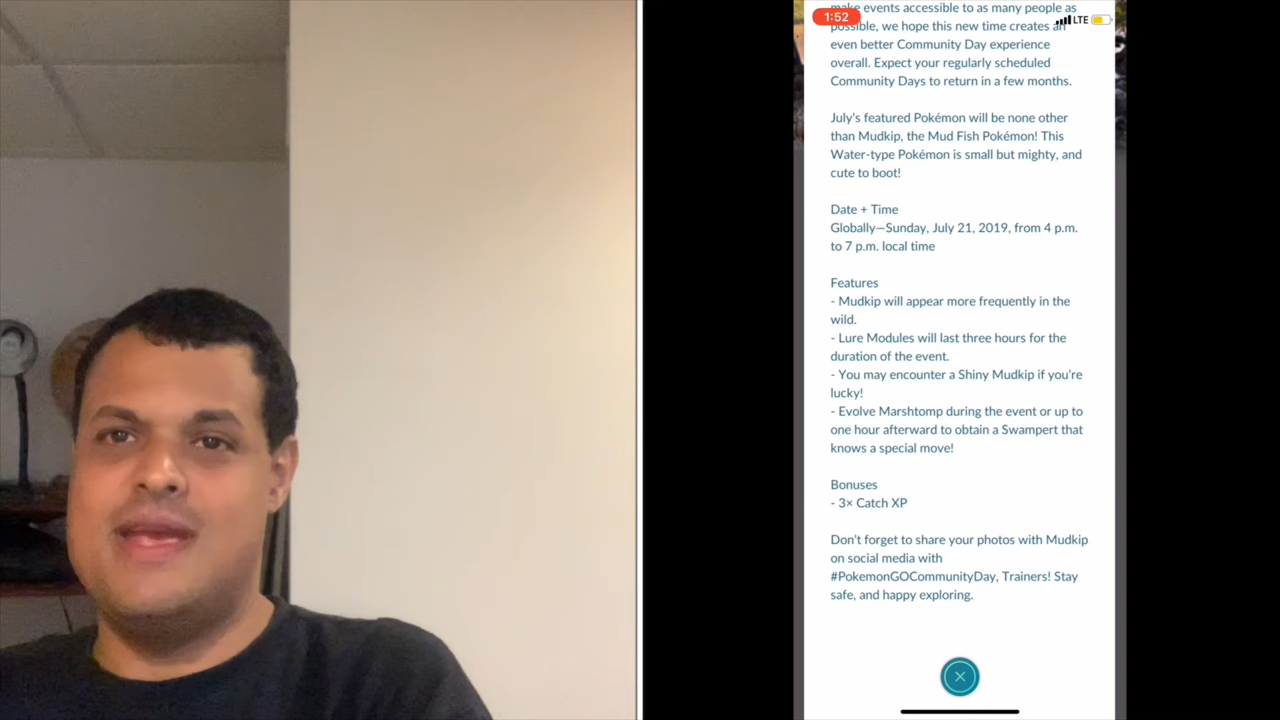 make events accessible to as many people as
1:52
LTE
possible, we hope this new time creates an
even better Community Day experience
overall. Expect your regularly scheduled
Community Days to return in a few months.
July's featured Pokémon will be none other
than Mudkip, the Mud Fish Pokémon! This
Water-type Pokémon is small but mighty, and
cute to boot!
Date + Time
Globally—Sunday, July 21, 2019, from 4 p.m.
to 7 p.m. local time
Features
- Mudkip will appear more frequently in the
wild.
- Lure Modules will last three hours for the
duration of the event.
- You may encounter a Shiny Mudkip if you're
lucky!
- Evolve Marshtomp during the event or up to
one hour afterward to obtain a Swampert that
knows a special move!
Bonuses
- 3× Catch XP
Don't forget to share your photos with Mudkip
on social media with
#PokemonGOCommunityDay, Trainers! Stay
safe, and happy exploring.